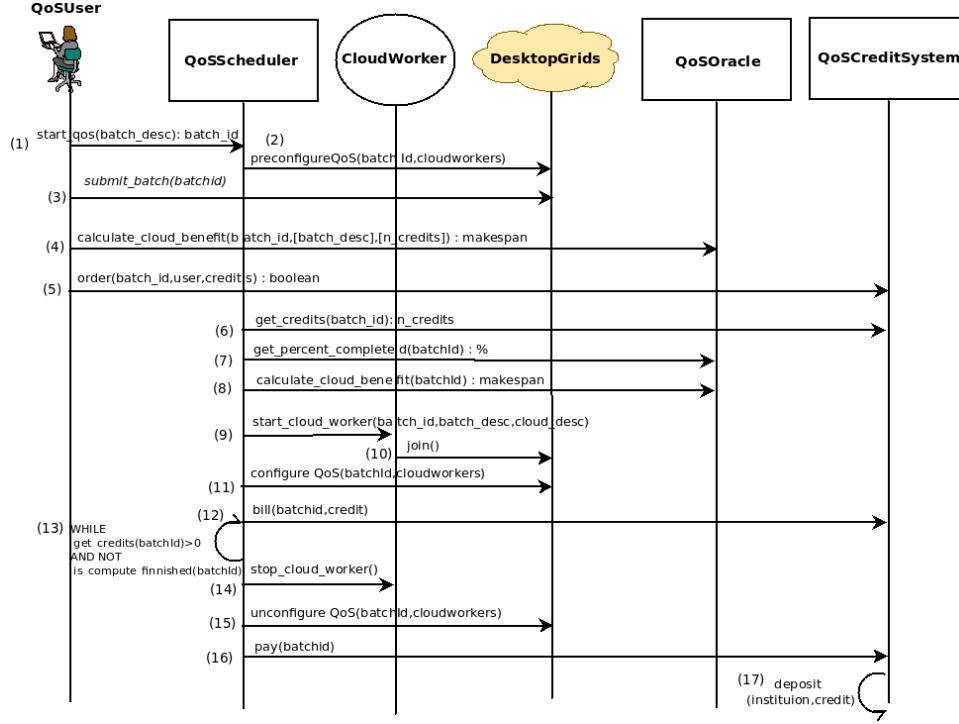 QoSUser
QoSScheduler
CloudWorker
DesktopGrids
QoSOracle
QoSCreditSystem
(1) start_qos(batch_desc): batch_id
(2) preconfigureQoS(batch Id,cloudworkers)
(3) submit_batch(batchid)
(4) calculate_cloud_benefit(batch_id,[batch_desc],[n_credits]) : makespan
(5) order(batch_id,user,credits) : boolean
(6) get_credits(batch_id): n_credits
(7) get_percent_completed(batchId) : %
(8) calculate_cloud_benefit(batchId) : makespan
(9) start_cloud_worker(batch_id,batch_desc,cloud_desc)
(10) join()
(11) configure QoS(batchId,cloudworkers)
(12) bill(batchid,credit)
(13) WHILE
get credits(batchId)>0
AND NOT
is compute finnished(batchId)
(14) stop_cloud_worker()
(15) unconfigure QoS(batchId,cloudworkers)
(16) pay(batchid)
(17) deposit
(instituion,credit)